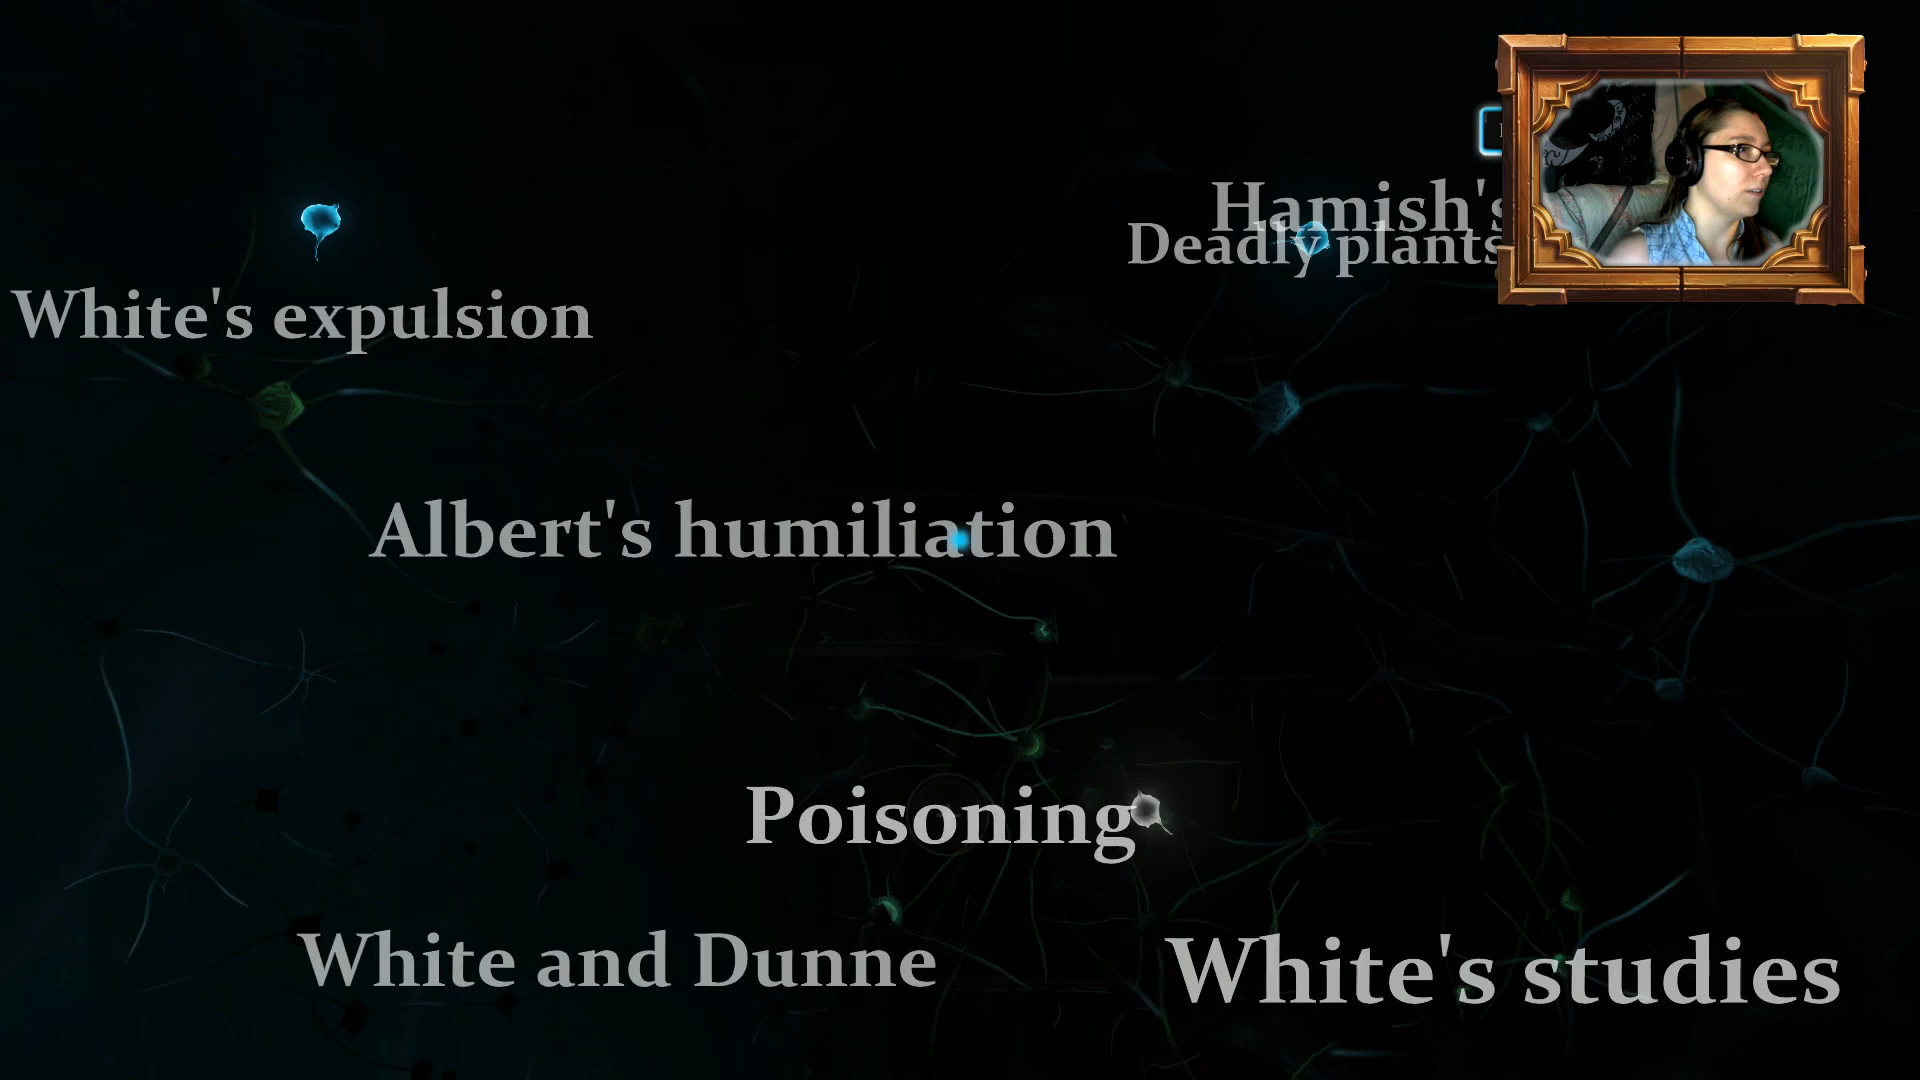 Hamish's
Deadly plants
White's expulsion
Albert's humiliation
Poisoning
White and Dunne
White's studies